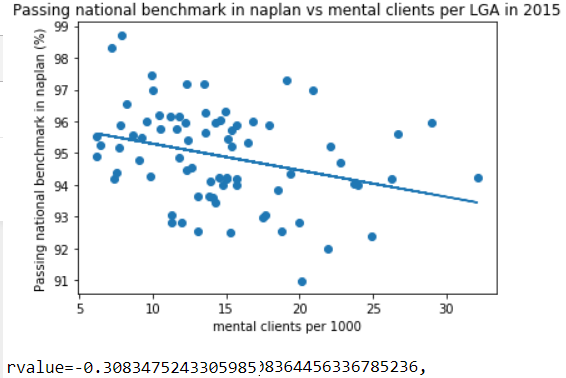 Passing national benchmark in naplan vs mental clients per LGA in 2015
Passing national benchmark in naplan (%)
99
98
97
96
95
94
93
92
91
5 10 15 20 25 30
mental clients per 1000
rvalue=-0.3083475243305985)8364456336785236,